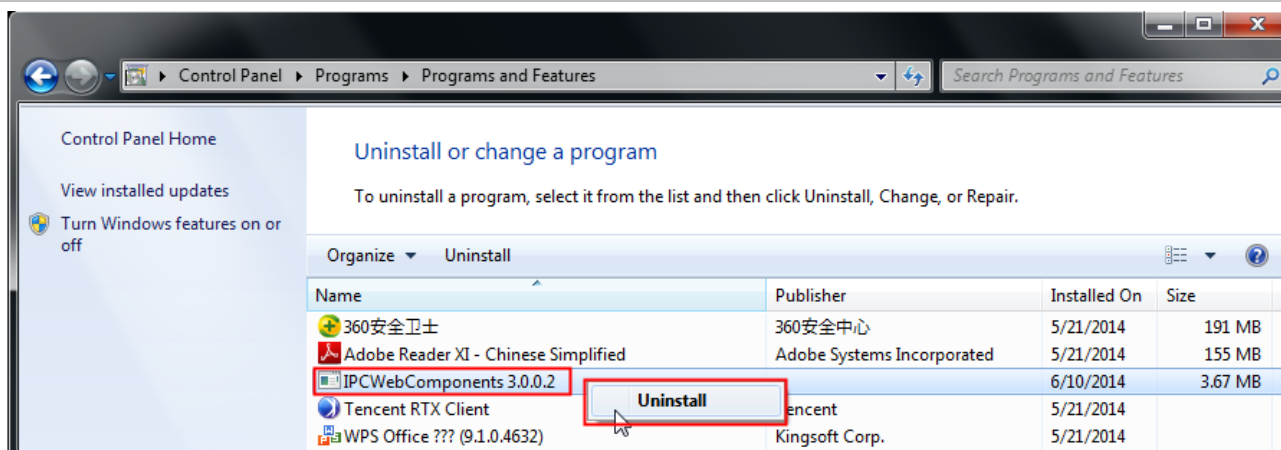 Control Panel Programs Programs and Features Search Programs and Features
Control Panel Home
View installed updates
Turn Windows features on or
off
Uninstall or change a program
To uninstall a program, select it from the list and then click Uninstall, Change, or Repair.
Organize Uninstall
Name Publisher Installed On Size
360安全卫士 360安全中心 5/21/2014 191 MB
Adobe Reader XI - Chinese Simplified Adobe Systems Incorporated 5/21/2014 155 MB
IPCWebComponents 3.0.0.2 6/10/2014 3.67 MB
Uninstall
Tencent RTX Client Tencent 5/21/2014
WPS Office ??? (9.1.0.4632) Kingsoft Corp. 5/21/2014